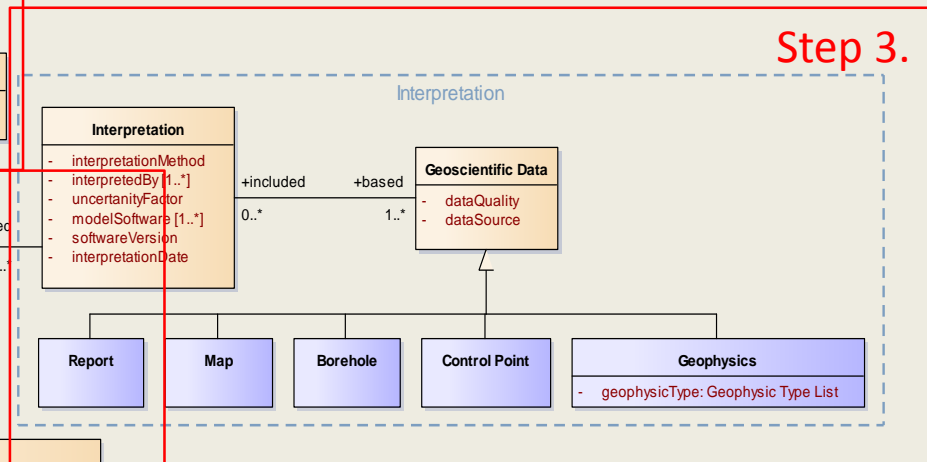 Step 3.
Interpretation
Interpretation
- interpretationMethod
- interpretedBy [1..*]
- uncertanityFactor
- modelSoftware [1..*]
- softwareVersion
- interpretationDate
+included
0..*
+based
1..*
Geoscientific Data
- dataQuality
- dataSource
Report
Map
Borehole
Control Point
Geophysics
- geophysicType: Geophysic Type List